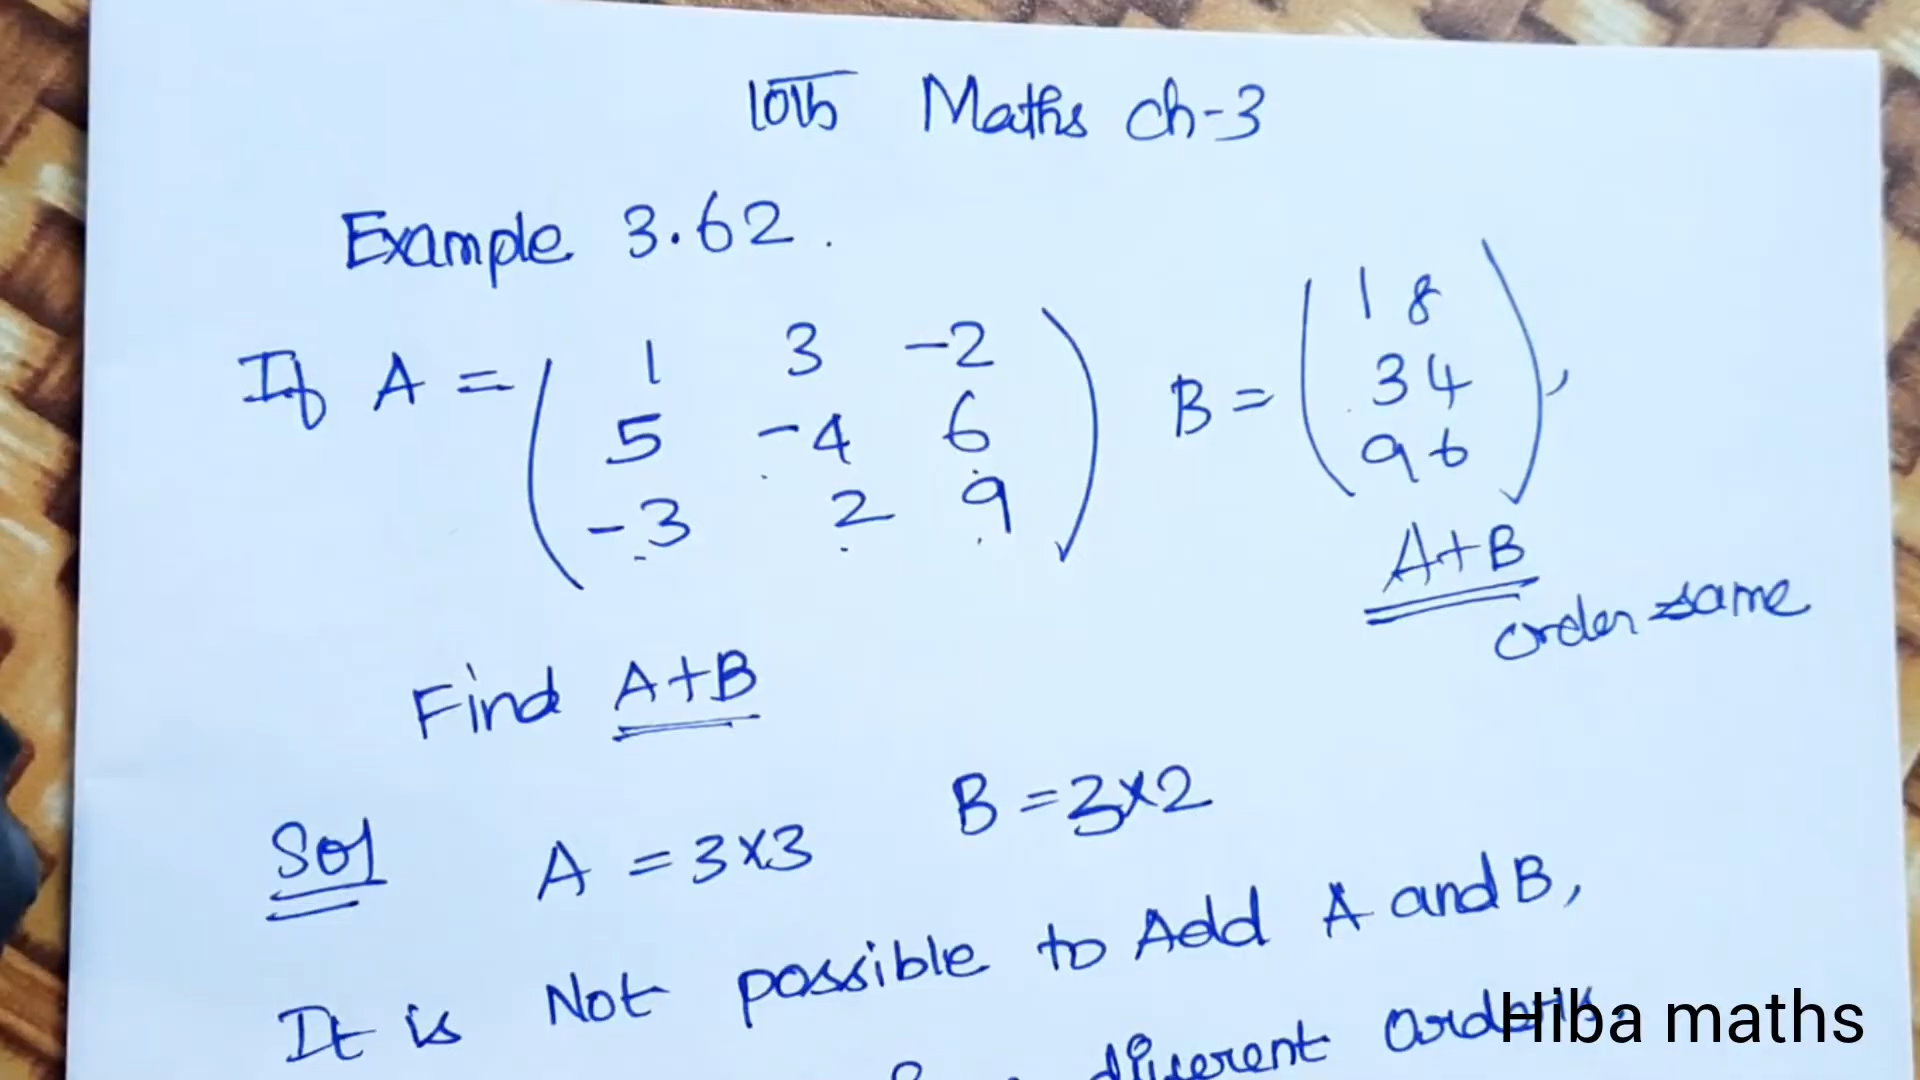 10th Maths ch-3
Example 3.62.
If A = ( 1 3 -2 B = ( 1 8
5 -4 6 3 4
-3 2 9 ) 9 6 ),
A+B
order same
Find A+B
Sol A = 3×3 B = 3×2
It is Not possible to Add A and B,
different orders.
Hiba maths